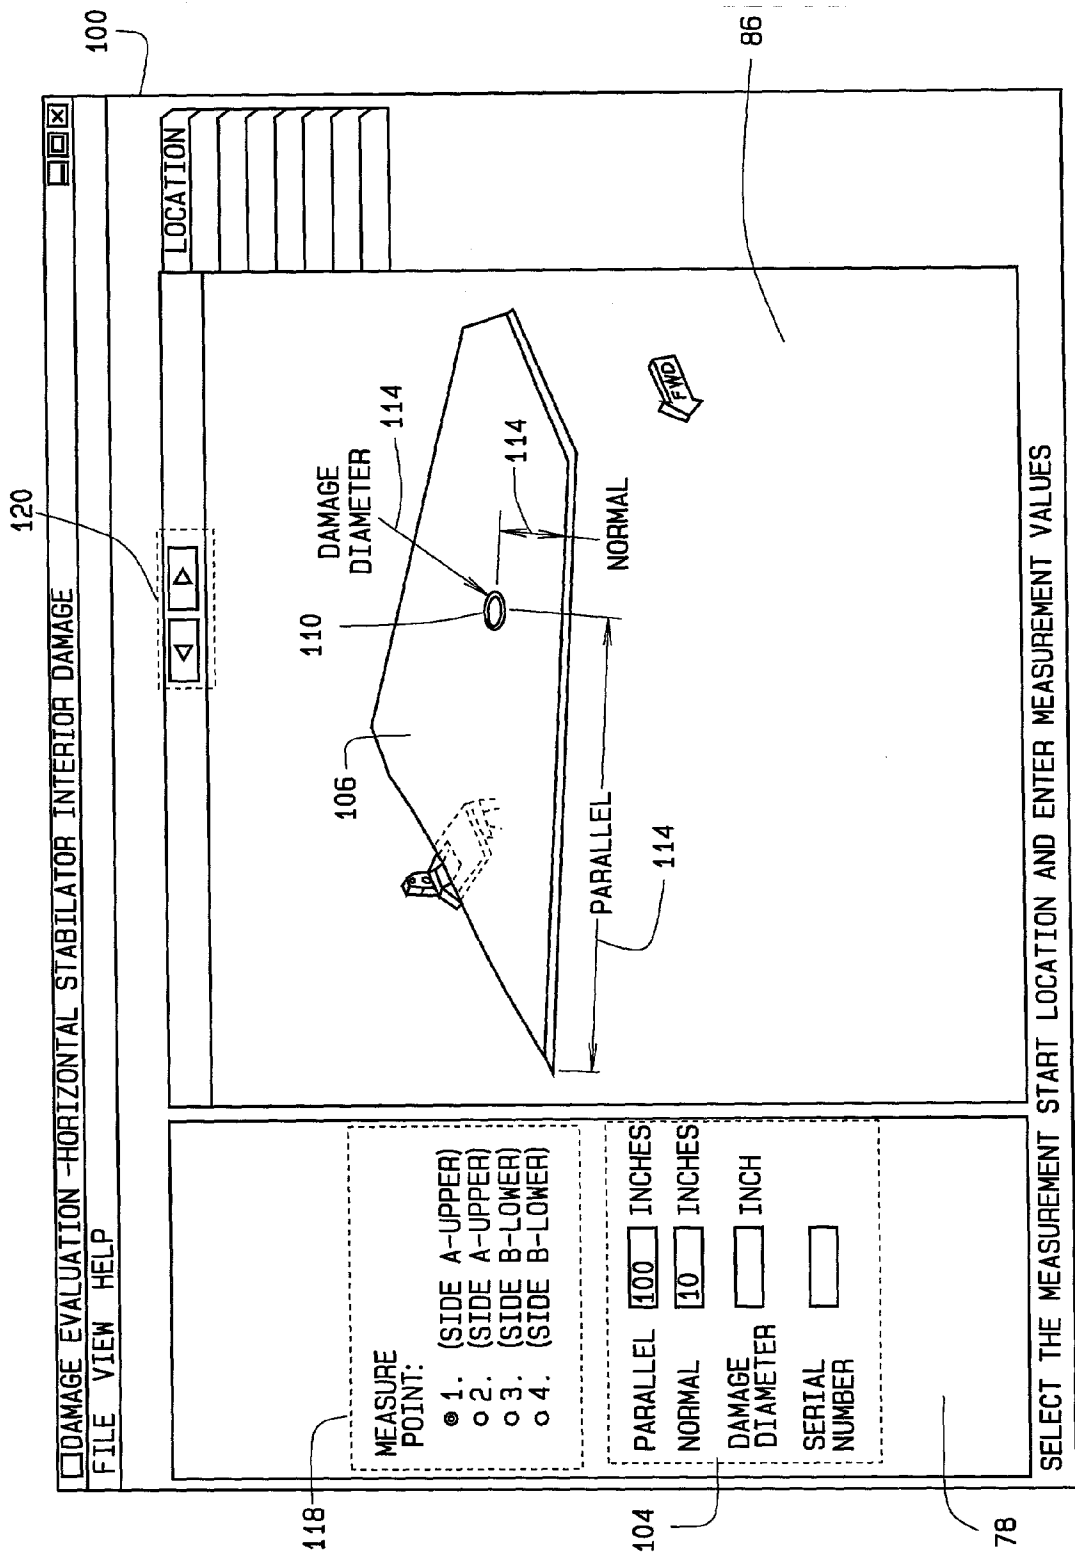 120
100
DAMAGE EVALUATION -HORIZONTAL STABILATOR INTERIOR DAMAGE
FILE VIEW HELP
LOCATION
118
MEASURE
POINT:
1. (SIDE A-UPPER)
2. (SIDE A-UPPER)
3. (SIDE B-LOWER)
4. (SIDE B-LOWER)
104
PARALLEL 100 INCHES
NORMAL 10 INCHES
DAMAGE
DIAMETER INCH
SERIAL
NUMBER
78
106
110
DAMAGE
DIAMETER
114
114
NORMAL
PARALLEL
114
FWD
86
SELECT THE MEASUREMENT START LOCATION AND ENTER MEASUREMENT VALUES